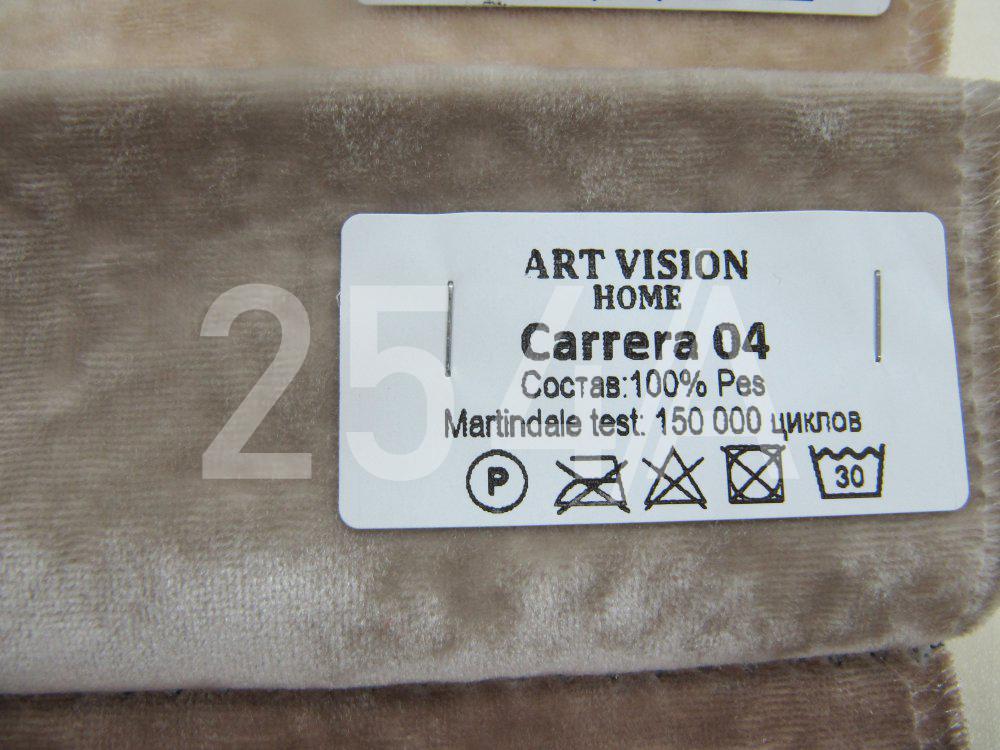 ART VISION
HOME
Carrera 04
Состав:100% Pes
Martindale test: 150 000 циклов
P
30
254A